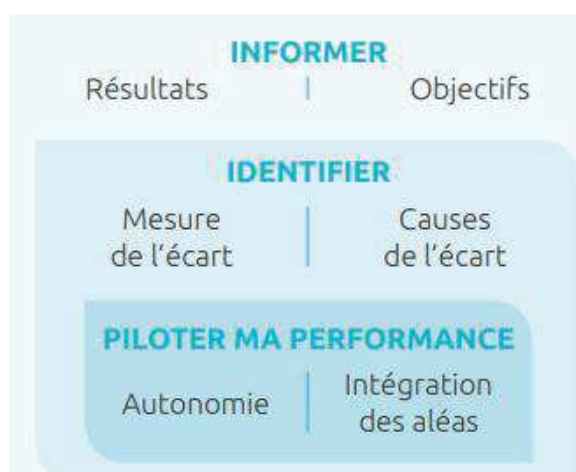 INFORMER
Résultats
Objectifs
IDENTIFIER
Mesure
de l'écart
Causes
de l'écart
PILOTER MA PERFORMANCE
Autonomie
Intégration
des aléas